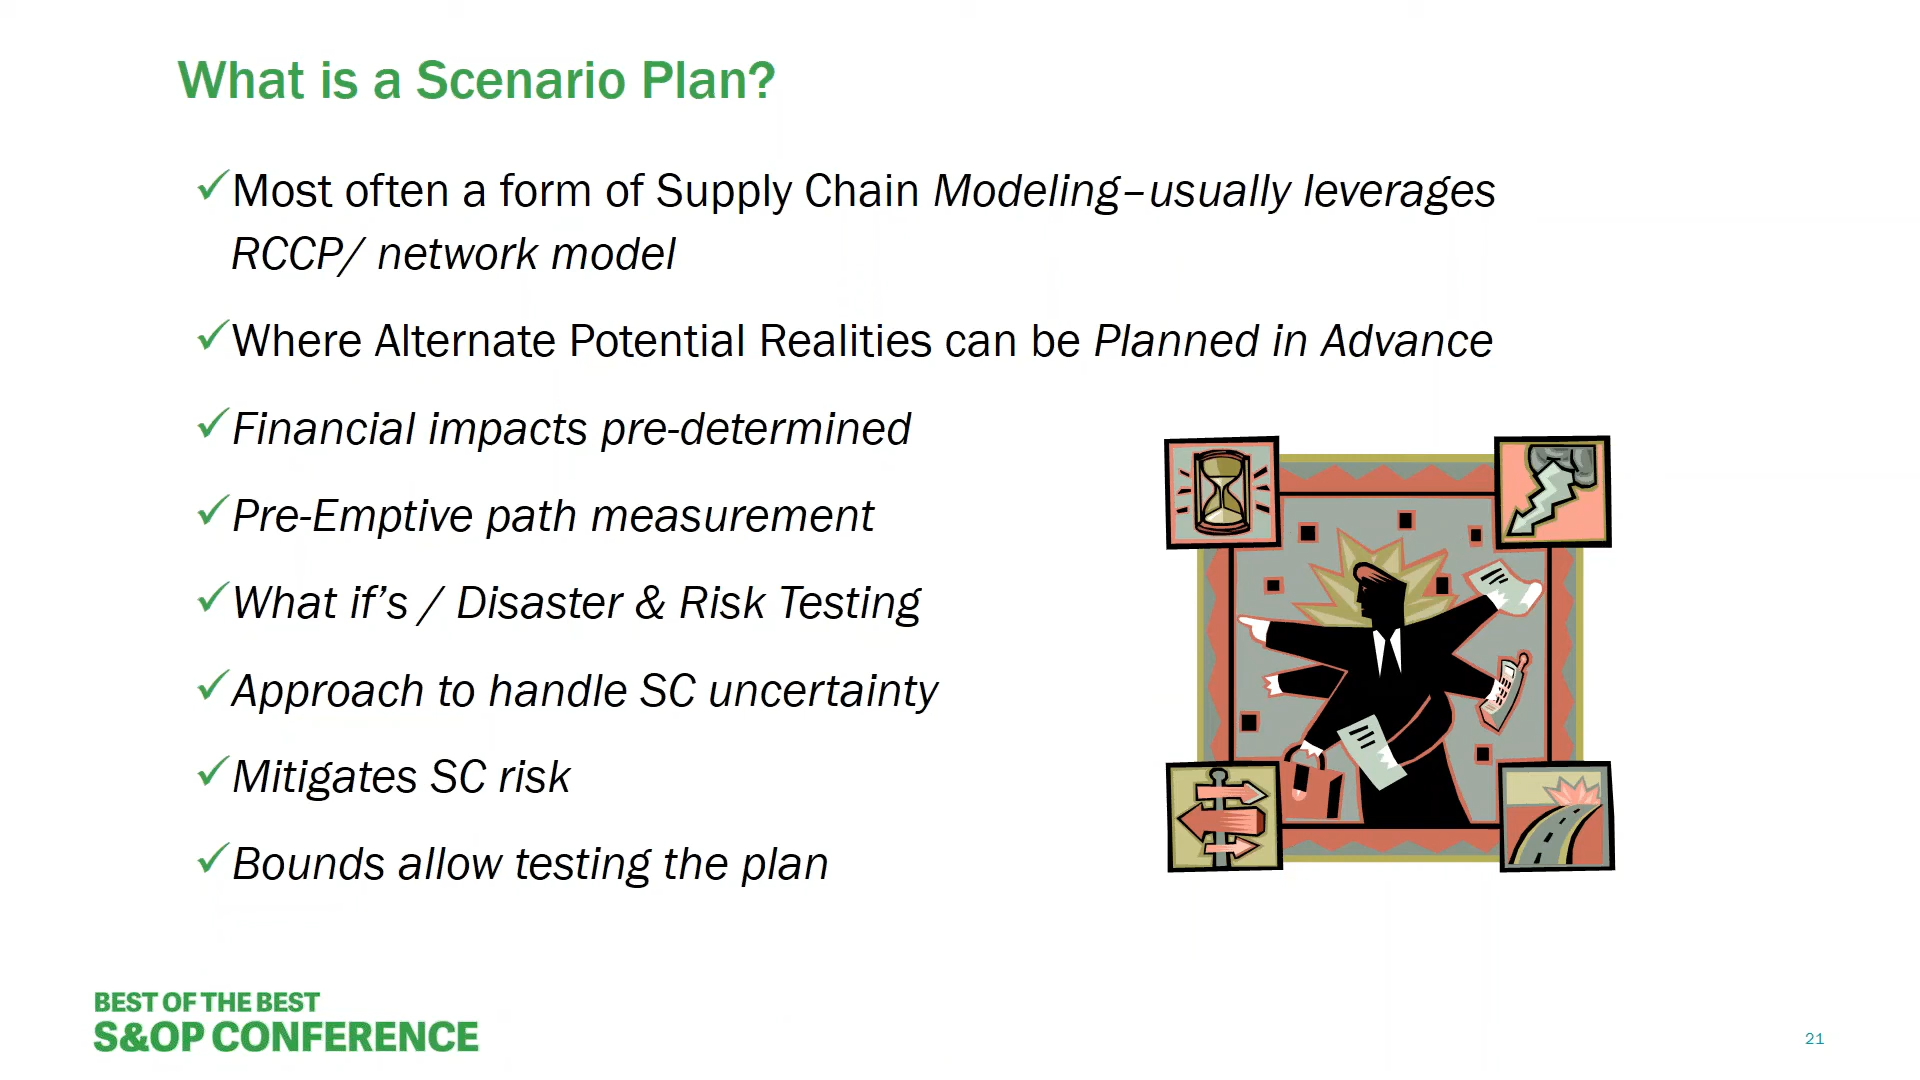 What is a Scenario Plan?
✓Most often a form of Supply Chain Modeling–usually leverages
RCCP/ network model
✓Where Alternate Potential Realities can be Planned in Advance
✓Financial impacts pre-determined
✓Pre-Emptive path measurement
✓What if’s / Disaster & Risk Testing
✓Approach to handle SC uncertainty
✓Mitigates SC risk
✓Bounds allow testing the plan
BEST OF THE BEST
S&OP CONFERENCE
21